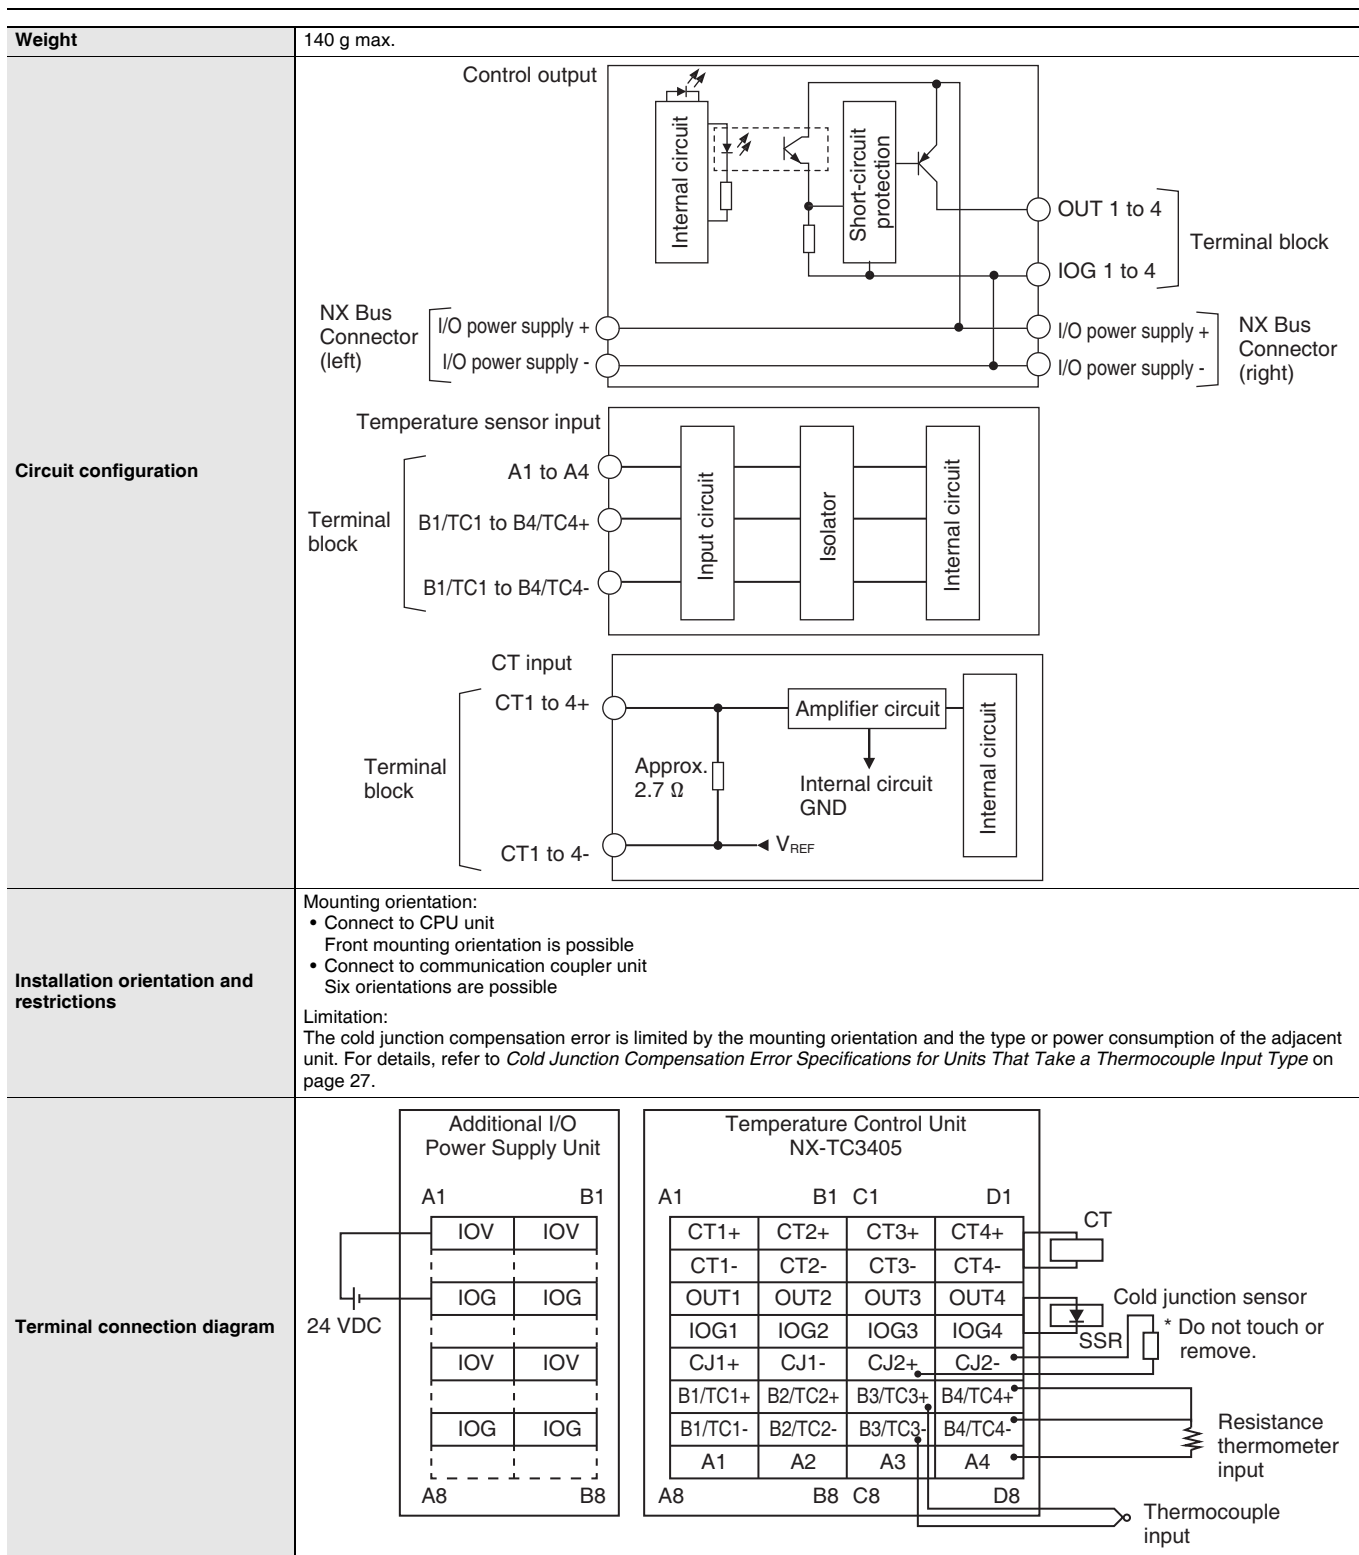 Weight
140 g max.
Circuit configuration
Control output
Internal circuit
Short-circuit
protection
OUT 1 to 4
IOG 1 to 4
Terminal block
NX Bus
Connector
(left)
I/O power supply +
I/O power supply -
I/O power supply +
I/O power supply -
NX Bus
Connector
(right)
Temperature sensor input
Terminal
block
A1 to A4
B1/TC1 to B4/TC4+
B1/TC1 to B4/TC4-
Input circuit
Isolator
Internal circuit
CT input
Terminal
block
CT1 to 4+
CT1 to 4-
Approx.
2.7 Ω
Amplifier circuit
Internal circuit
GND
VREF
Internal circuit
Installation orientation and
restrictions
Mounting orientation:
• Connect to CPU unit
Front mounting orientation is possible
• Connect to communication coupler unit
Six orientations are possible
Limitation:
The cold junction compensation error is limited by the mounting orientation and the type or power consumption of the adjacent
unit. For details, refer to Cold Junction Compensation Error Specifications for Units That Take a Thermocouple Input Type on
page 27.
Terminal connection diagram
Additional I/O
Power Supply Unit
A1 B1
IOV IOV
IOG IOG
IOV IOV
IOG IOG
A8 B8
24 VDC
Temperature Control Unit
NX-TC3405
A1 B1 C1 D1
CT1+ CT2+ CT3+ CT4+
CT1- CT2- CT3- CT4-
OUT1 OUT2 OUT3 OUT4
IOG1 IOG2 IOG3 IOG4
CJ1+ CJ1- CJ2+ CJ2-
B1/TC1+ B2/TC2+ B3/TC3+ B4/TC4+
B1/TC1- B2/TC2- B3/TC3- B4/TC4-
A1 A2 A3 A4
A8 B8 C8 D8
CT
SSR
Cold junction sensor
* Do not touch or
remove.
Resistance
thermometer
input
Thermocouple
input